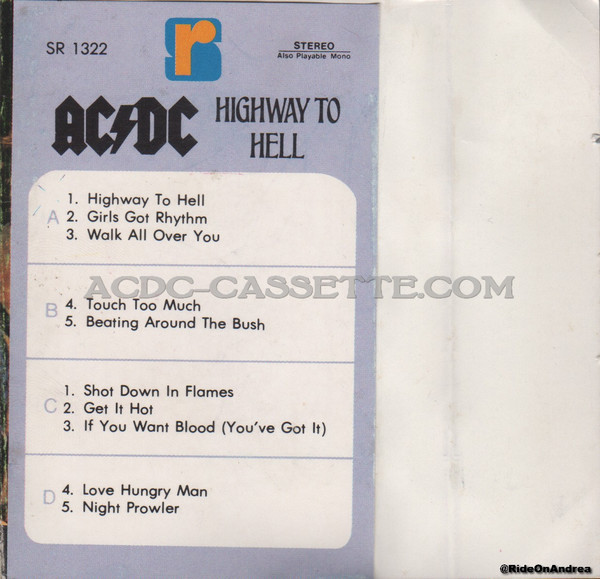 SR 1322
Sr
STEREO
Also Playable Mono
AC/DC
HIGHWAY TO
HELL
A
1. Highway To Hell
2. Girls Got Rhythm
3. Walk All Over You
ACDC-CASSETTE.COM
B
4. Touch Too Much
5. Beating Around The Bush
C
1. Shot Down In Flames
2. Get It Hot
3. If You Want Blood (You've Got It)
D
4. Love Hungry Man
5. Night Prowler
@RideOnAndrea